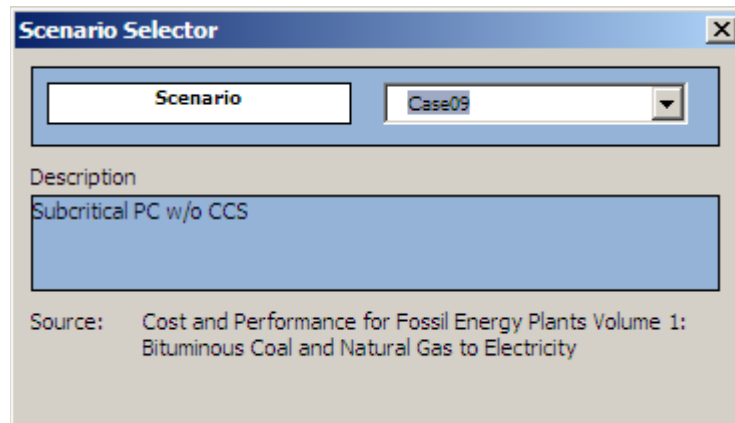 Scenario Selector
Scenario
Case09
Description
Subcritical PC w/o CCS
Source: Cost and Performance for Fossil Energy Plants Volume 1:
Bituminous Coal and Natural Gas to Electricity